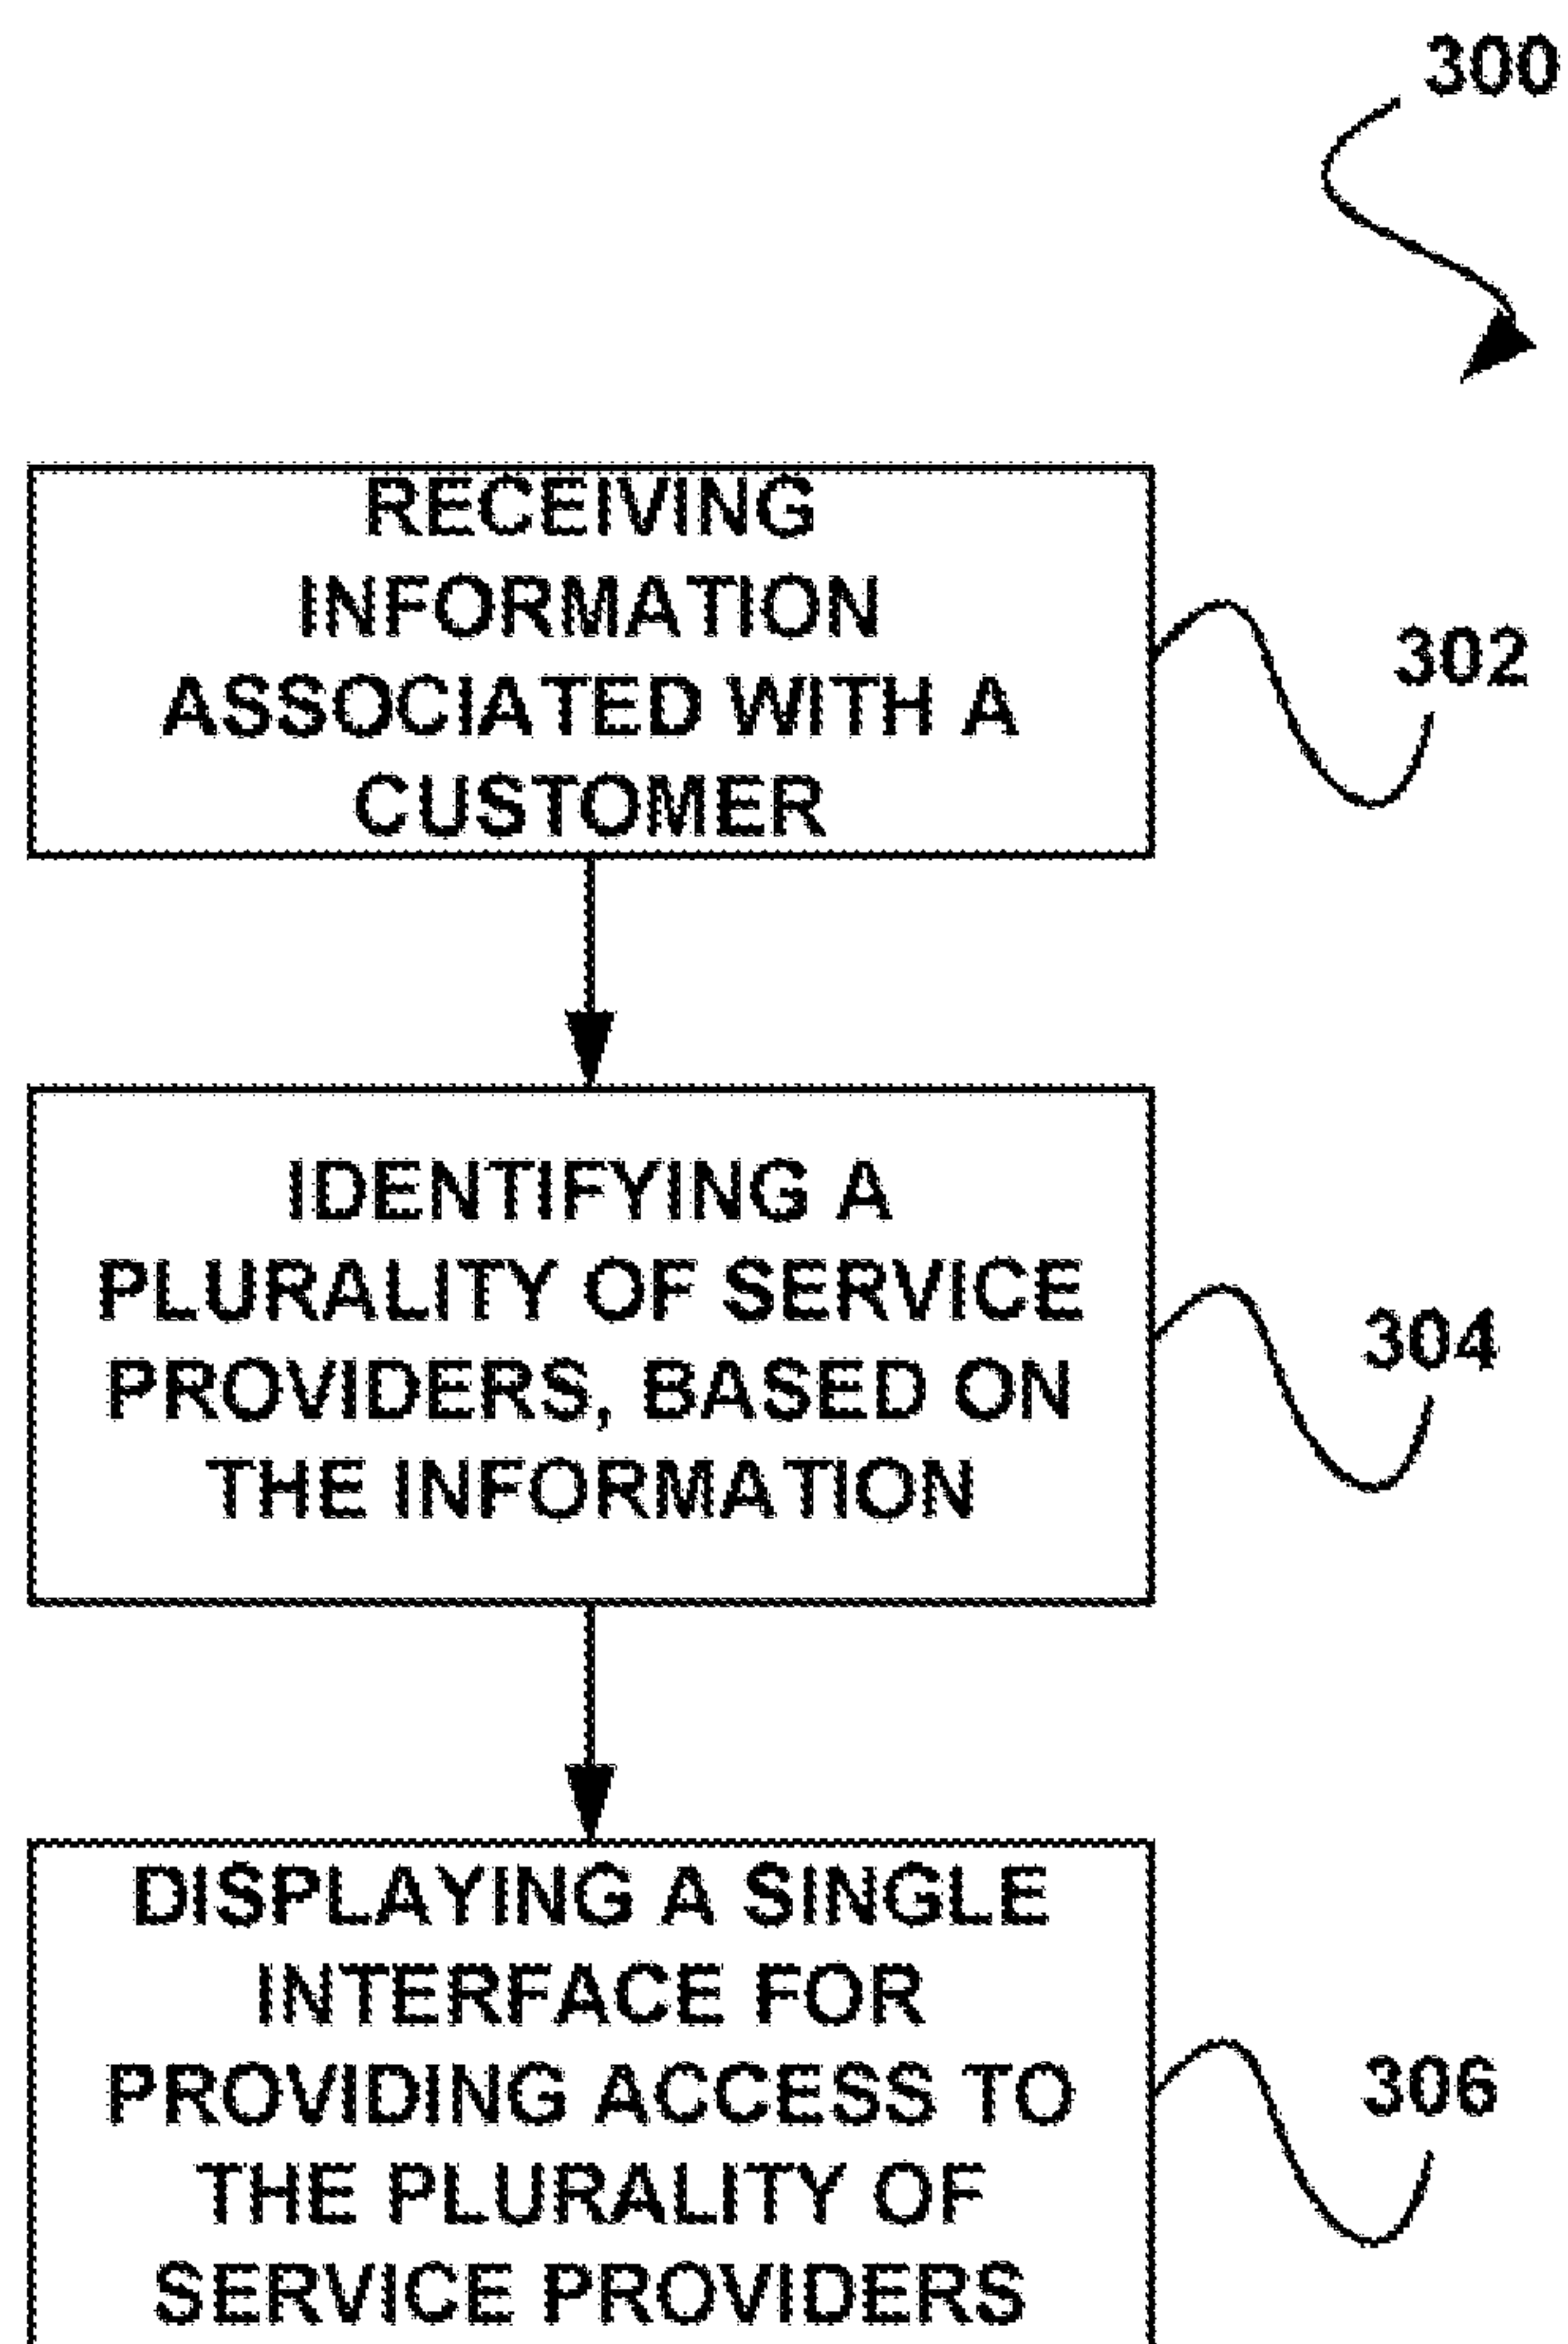 300
RECEIVING
INFORMATION
ASSOCIATED WITH A
CUSTOMER
302
IDENTIFYING A
PLURALITY OF SERVICE
PROVIDERS, BASED ON
THE INFORMATION
304
DISPLAYING A SINGLE
INTERFACE FOR
PROVIDING ACCESS TO
THE PLURALITY OF
SERVICE PROVIDERS
306